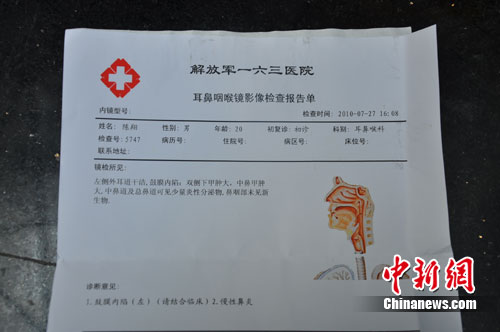 解放军一六三医院
耳鼻咽喉镜影像检查报告单
内镜型号: 检查时间: 2010-07-27 16:08
姓名: 陈翔 性别: 男 年龄: 20 初复诊: 初诊 科别: 耳鼻喉科
检查号: 5747 病历号: 住院号: 病区号: 床位号:
联系地址:
镜检所见:
左侧外耳道干洁,鼓膜内陷; 双侧下甲肿大, 中鼻甲肿
大,中鼻道及总鼻道可见少量炎性分泌物,鼻咽部未见新
生物.
诊断意见:
1.鼓膜内陷(左)(请结合临床)2.慢性鼻炎
中新网
Chinanews.com